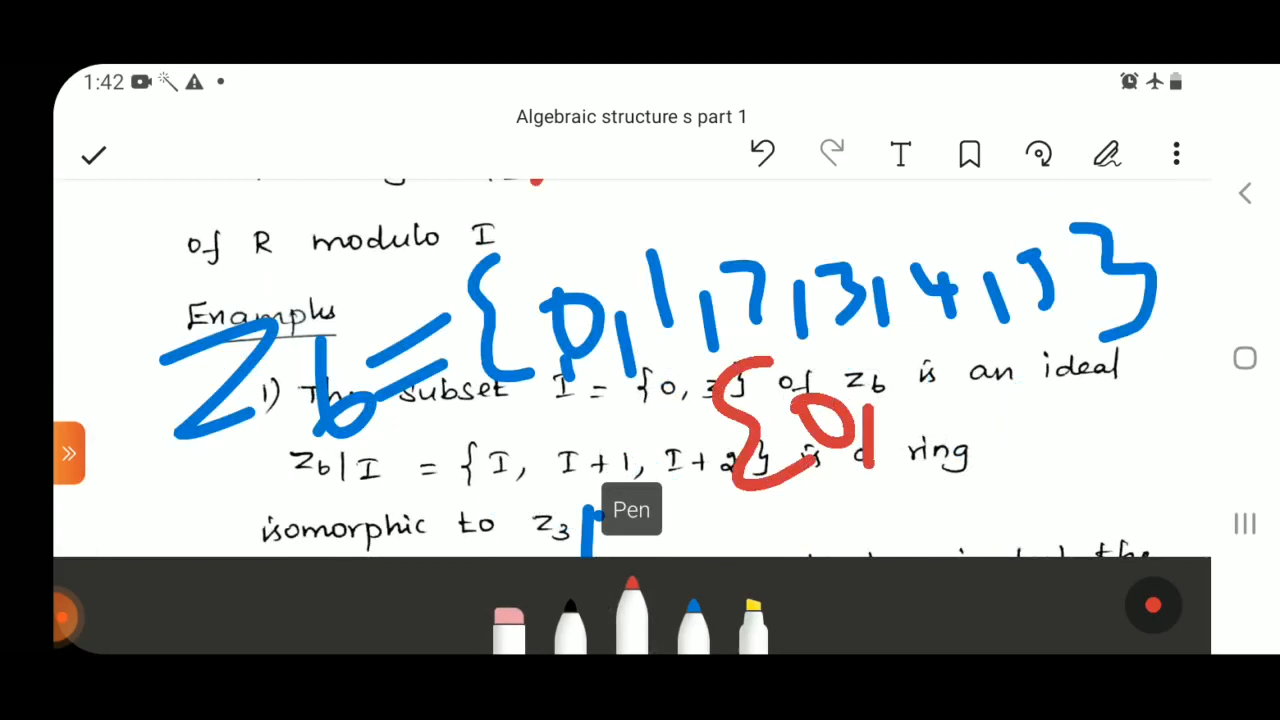 1:42
Algebraic structure s part 1
of R modulo I
Examples
Z6 = {0, 1, 2, 3, 4, 5}
1) The subset I = {0, 3} of Z6 is an ideal
{0,
Z6|I = {I, I+1, I+2} is a ring
Pen
isomorphic to Z3
the